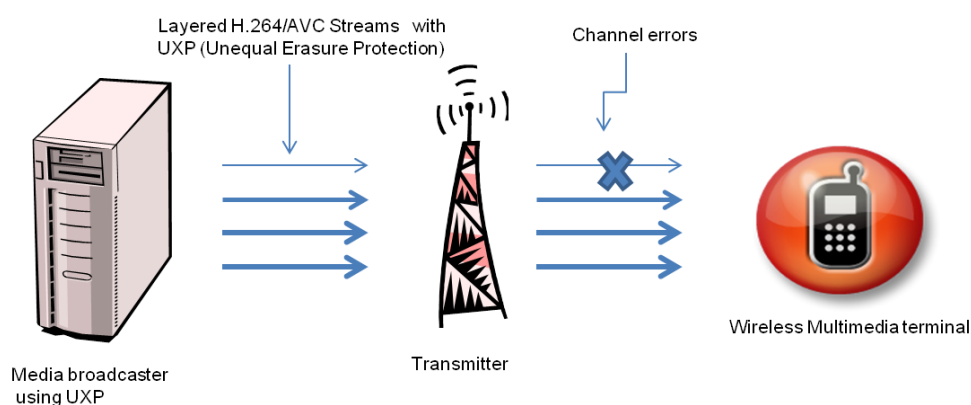 Layered H.264/AVC Streams with
UXP (Unequal Erasure Protection)
Channel errors
Wireless Multimedia terminal
Transmitter
Media broadcaster
using UXP